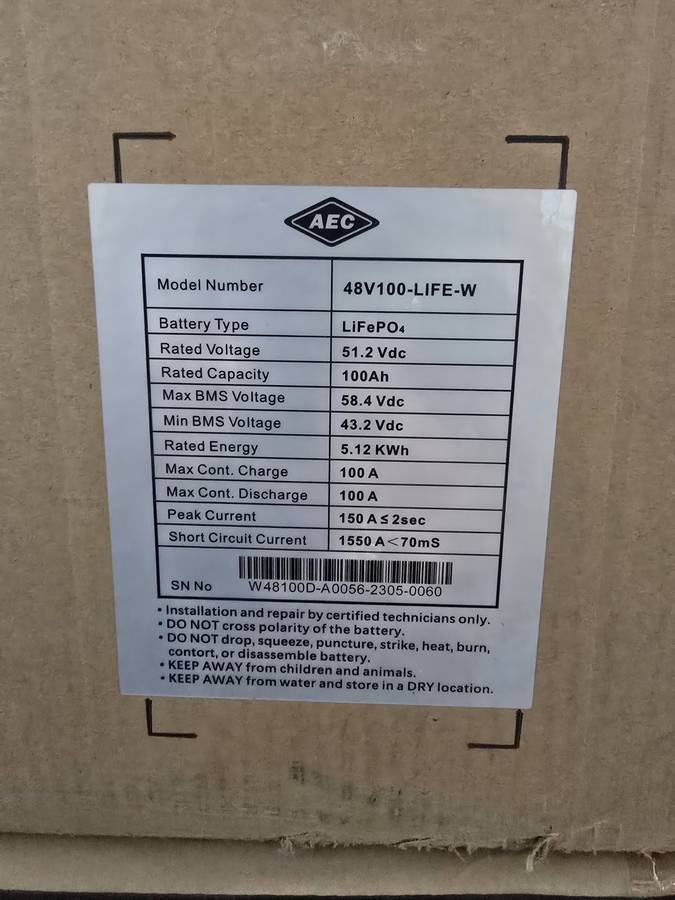 AEC
Model Number 48V100-LIFE-W
Battery Type LiFePO₄
Rated Voltage 51.2 Vdc
Rated Capacity 100Ah
Max BMS Voltage 58.4 Vdc
Min BMS Voltage 43.2 Vdc
Rated Energy 5.12 KWh
Max Cont. Charge 100 A
Max Cont. Discharge 100 A
Peak Current 150 A ≤ 2sec
Short Circuit Current 1550 A<70mS
SN No W48100D-A0056-2305-0060
• Installation and repair by certified technicians only.
• DO NOT cross polarity of the battery.
• DO NOT drop, squeeze, puncture, strike, heat, burn,
contort, or disassemble battery.
• KEEP AWAY from children and animals.
• KEEP AWAY from water and store in a DRY location.